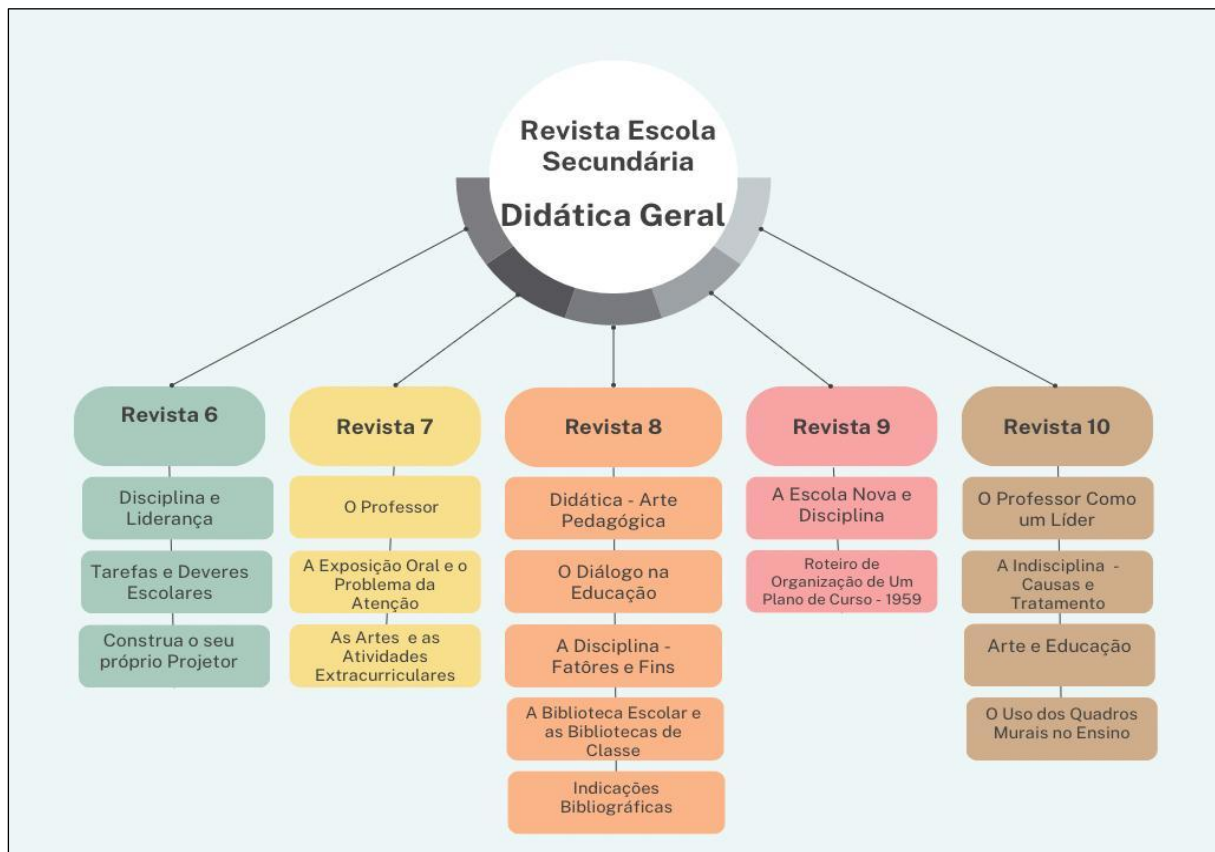 Revista Escola
Secundária
Didática Geral
Revista 6
Disciplina e
Liderança
Tarefas e Deveres
Escolares
Construa o seu
próprio Projetor
Revista 7
O Professor
A Exposição Oral e o
Problema da
Atenção
As Artes e as
Atividades
Extracurriculares
Revista 8
Didática - Arte
Pedagógica
O Diálogo na
Educação
A Disciplina -
Fatôres e Fins
A Biblioteca Escolar e
as Bibliotecas de
Classe
Indicações
Bibliográficas
Revista 9
A Escola Nova e
Disciplina
Roteiro de
Organização de Um
Plano de Curso - 1959
Revista 10
O Professor Como
um Líder
A Indisciplina -
Causas e
Tratamento
Arte e Educação
O Uso dos Quadros
Murais no Ensino